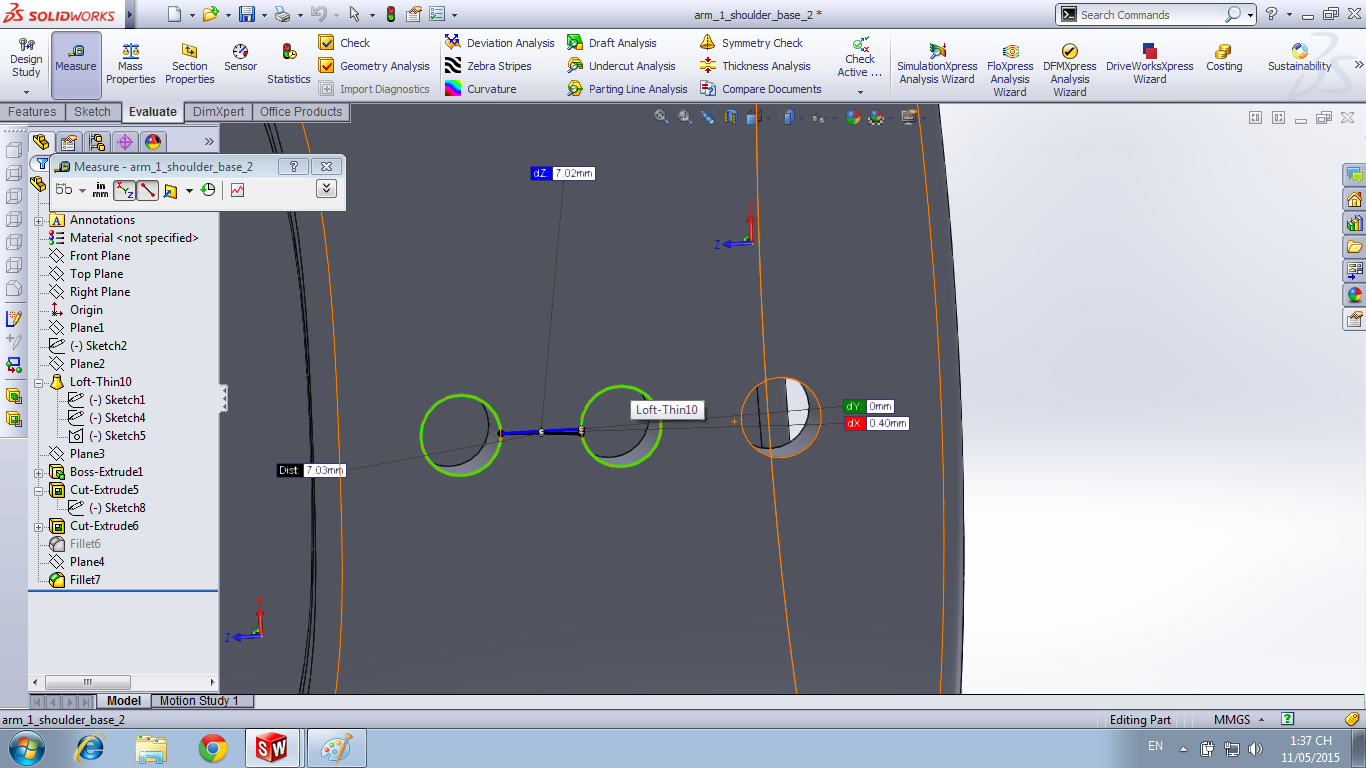 SOLIDWORKS
arm_1_shoulder_base_2 *
Search Commands
Design Study
Measure
Mass Properties
Section Properties
Sensor
Statistics
Check
Geometry Analysis
Import Diagnostics
Deviation Analysis
Zebra Stripes
Curvature
Draft Analysis
Undercut Analysis
Parting Line Analysis
Symmetry Check
Thickness Analysis
Compare Documents
Check Active ...
SimulationXpress Analysis Wizard
FloXpress Analysis Wizard
DFMXpress Analysis Wizard
DriveWorksXpress Wizard
Costing
Sustainability
Features
Sketch
Evaluate
DimXpert
Office Products
Measure - arm_1_shoulder_base_2
in
mm
Annotations
Material <not specified>
Front Plane
Top Plane
Right Plane
Origin
Plane1
(-) Sketch2
Plane2
Loft-Thin10
(-) Sketch1
(-) Sketch4
(-) Sketch5
Plane3
Boss-Extrude1
Cut-Extrude5
(-) Sketch8
Cut-Extrude6
Fillet6
Plane4
Fillet7
dZ: 7.02mm
Z
Loft-Thin10
dY: 0mm
dX: 0.40mm
Dist: 7.03mm
Z
Model
Motion Study 1
arm_1_shoulder_base_2
Editing Part
MMGS
EN
1:37 CH
11/05/2015